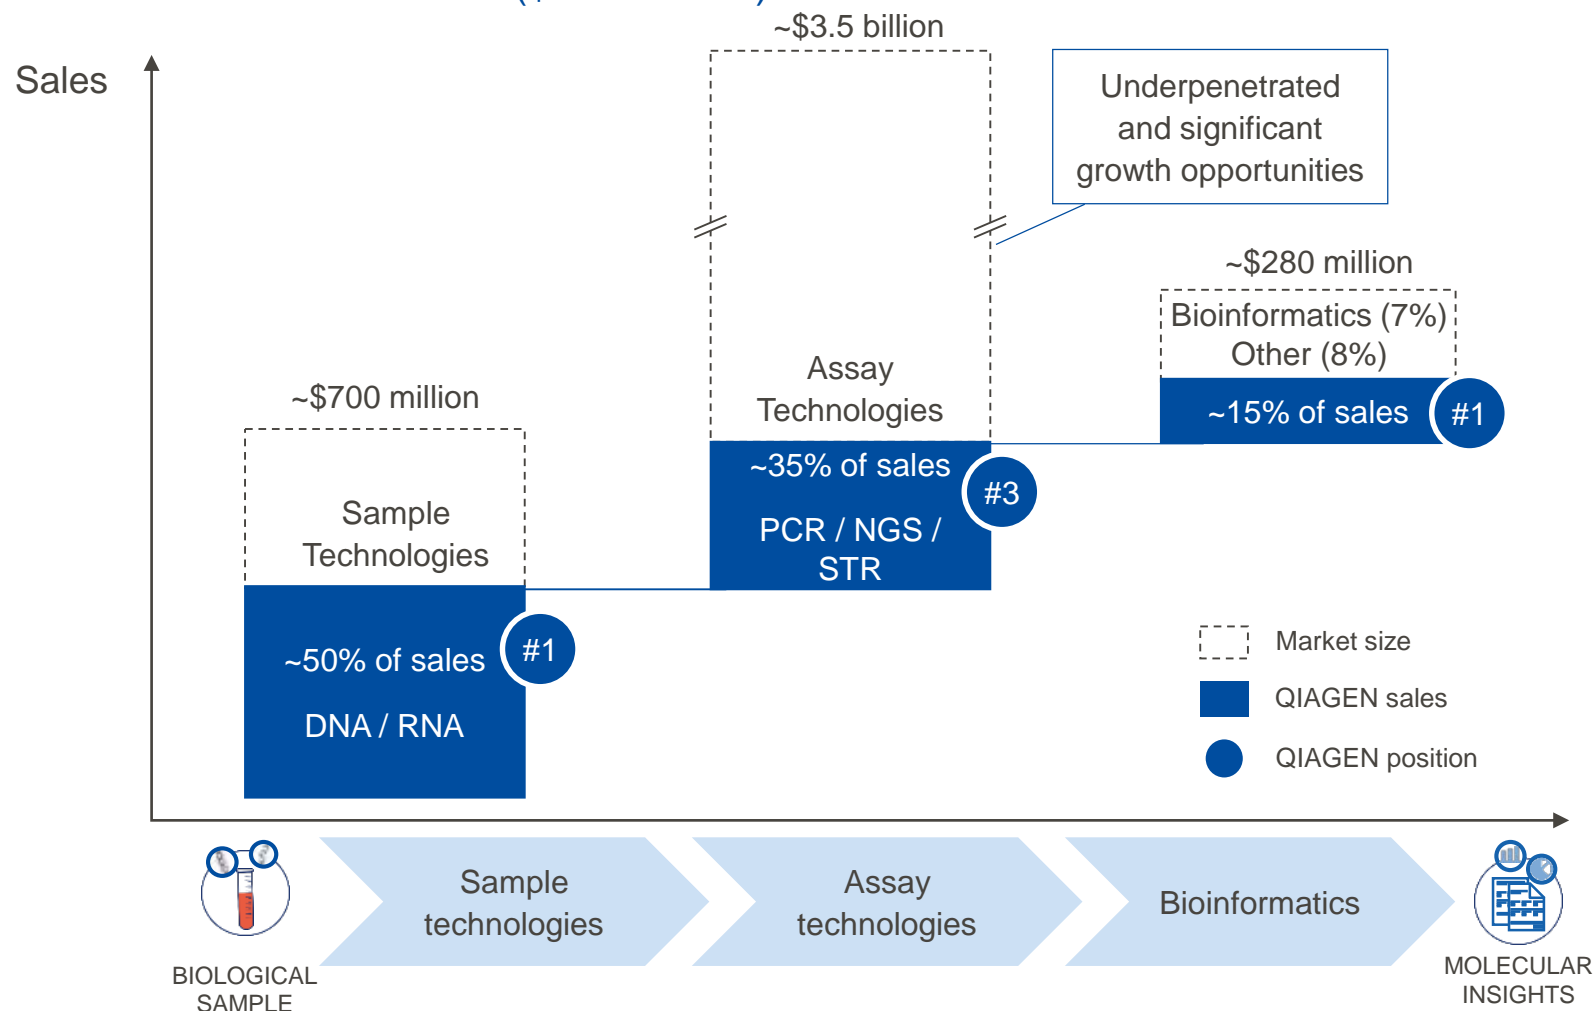 ~$3.5 billion
Sales
Underpenetrated
and significant
growth opportunities
~$280 million
Bioinformatics (7%)
Other (8%)
~15% of sales
#1
Assay
Technologies
~35% of sales
#3
PCR / NGS /
STR
~$700 million
Sample
Technologies
~50% of sales
#1
DNA / RNA
Market size
QIAGEN sales
QIAGEN position
Sample
technologies
Assay
technologies
Bioinformatics
BIOLOGICAL
SAMPLE
MOLECULAR
INSIGHTS